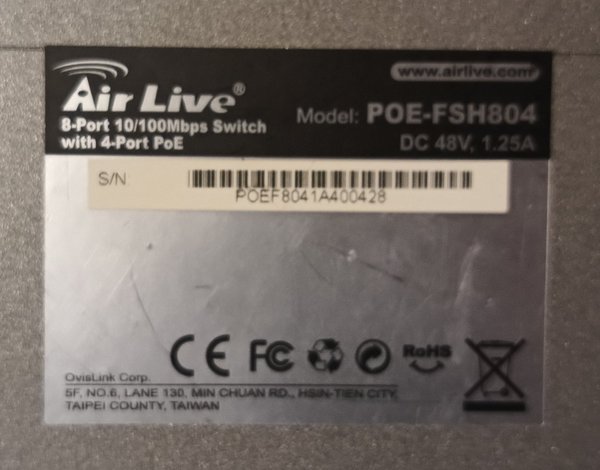 www.airlive.com
Air Live®
Model: POE-FSH804
8-Port 10/100Mbps Switch
with 4-Port PoE
DC 48V, 1.25A
S/N
POEF8041A400428
CE FC RoHS
OvisLink Corp.
5F, NO.6, LANE 130, MIN CHUAN RD., HSIN-TIEN CITY,
TAIPEI COUNTY, TAIWAN